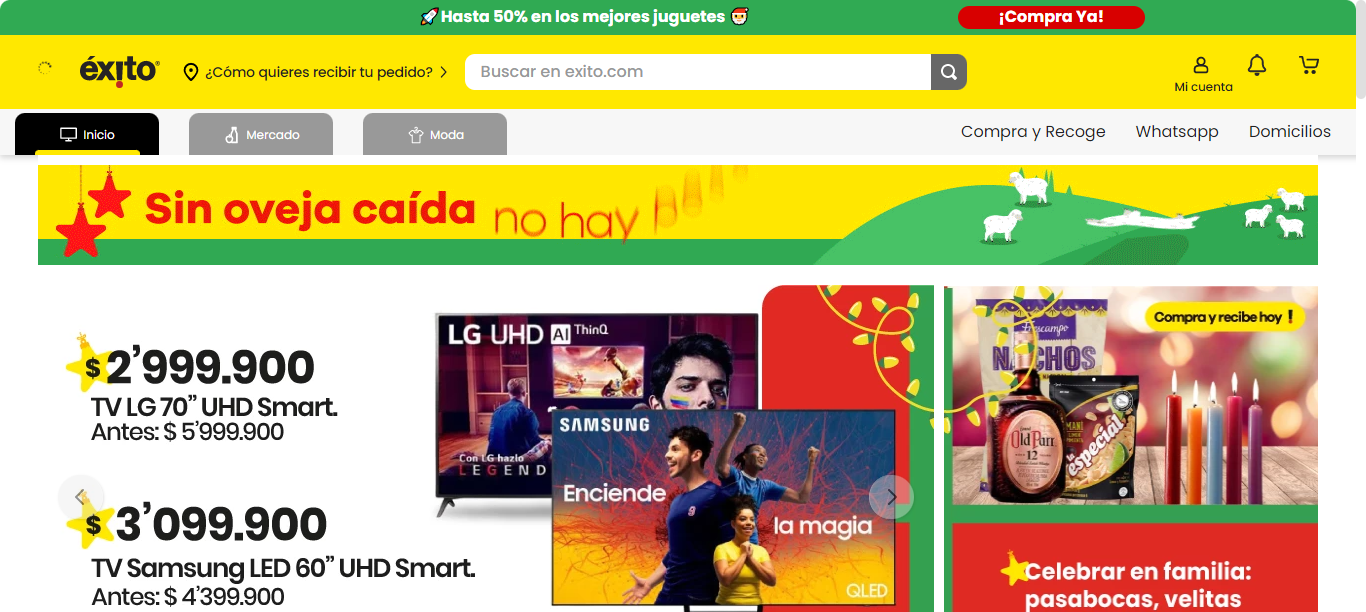 Hasta 50% en los mejores juguetes
¡Compra Ya!
éxito
¿Cómo quieres recibir tu pedido?
Buscar en exito.com
Mi cuenta
Inicio
Mercado
Moda
Compra y Recoge
Whatsapp
Domicilios
Sin oveja caída no hay
$ 2’999.900
TV LG 70” UHD Smart.
Antes: $ 5’999.900
$ 3’099.900
TV Samsung LED 60” UHD Smart.
Antes: $ 4’399.900
LG UHD AI ThinQ
Con LG hazlo
LEGEND
SAMSUNG
Enciende
la magia
QLED
Compra y recibe hoy !
NACHOS
Old Parr
12
MANI
la especial
Celebrar en familia:
pasabocas, velitas